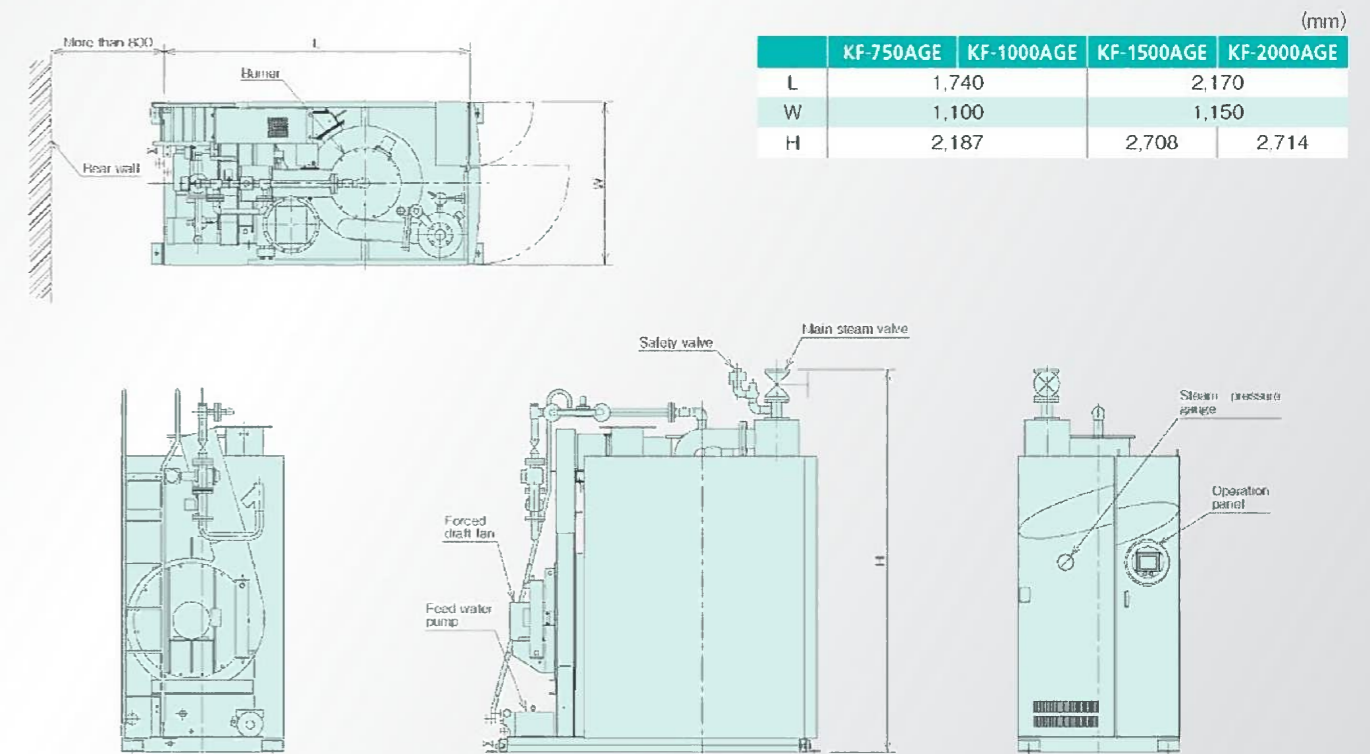 (mm)
More than 800
L
KF-750AGE KF-1000AGE KF-1500AGE KF-2000AGE
L 1,740 2,170
W 1,100 1,150
H 2,187 2,708 2,714
Burner
Rear wall
W
Main steam valve
Safety valve
Steam pressure
gauge
Operation
panel
Forced
draft fan
H
Feed water
pump